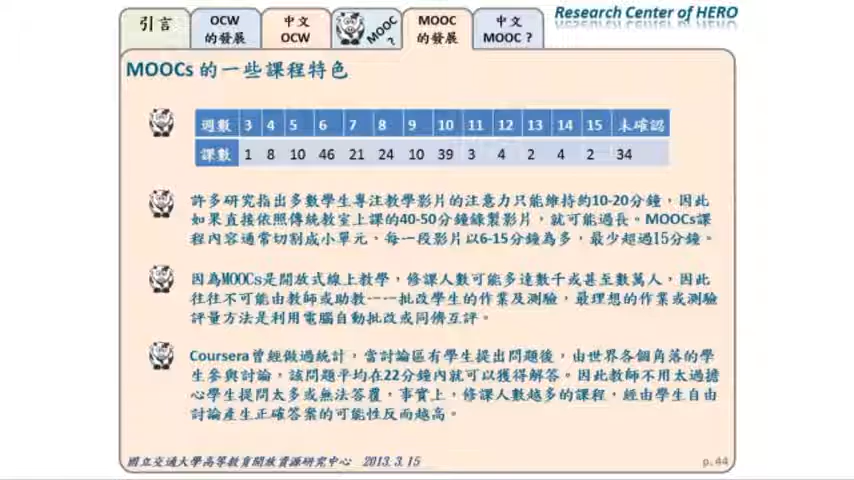 引言
OCW
的發展
中文
OCW
MOOC
?
MOOC
的發展
中文
MOOC？
Research Center of HERO
MOOCs 的一些課程特色
週數 3 4 5 6 7 8 9 10 11 12 13 14 15 未確認
課數 1 8 10 46 21 24 10 39 3 4 2 4 2 34
許多研究指出多數學生專注教學影片的注意力只能維持約10-20分鐘，因此
如果直接依照傳統教室上課的40-50分鐘錄製影片，就可能過長。MOOCs課
程內容通常切割成小單元，每一段影片以6-15分鐘為多，最少超過15分鐘。
因為MOOCs是開放式線上教學，修課人數可能多達數千或甚至數萬人，因此
往往不可能由教師或助教一一批改學生的作業及測驗，最理想的作業或測驗
評量方法是利用電腦自動批改或同儕互評。
Coursera曾經做過統計，當討論區有學生提出問題後，由世界各個角落的學
生參與討論，該問題平均在22分鐘內就可以獲得解答。因此教師不用太過擔
心學生提問太多或無法答覆，事實上，修課人數越多的課程，經由學生自由
討論產生正確答案的可能性反而越高。
國立交通大學高等教育開放資源研究中心 2013.3.15
p.44